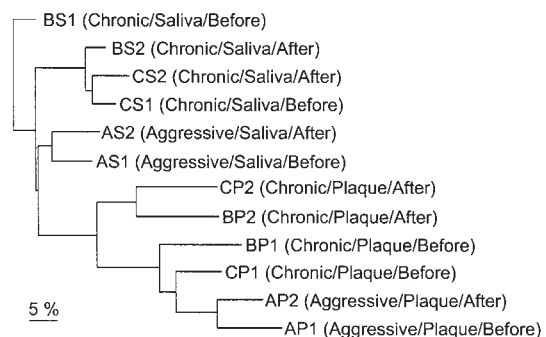 BS1 (Chronic/Saliva/Before)
BS2 (Chronic/Saliva/After)
CS2 (Chronic/Saliva/After)
CS1 (Chronic/Saliva/Before)
AS2 (Aggressive/Saliva/After)
AS1 (Aggressive/Saliva/Before)
CP2 (Chronic/Plaque/After)
BP2 (Chronic/Plaque/After)
BP1 (Chronic/Plaque/Before)
CP1 (Chronic/Plaque/Before)
AP2 (Aggressive/Plaque/After)
5 %
AP1 (Aggressive/Plaque/Before)